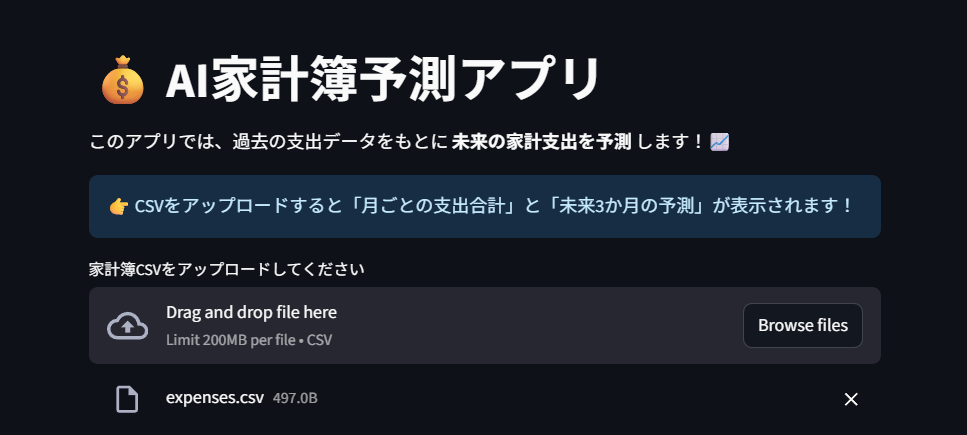 💰 AI家計簿予測アプリ
このアプリでは、過去の支出データをもとに 未来の家計支出を予測 します！📈
👉 CSVをアップロードすると「月ごとの支出合計」と「未来3か月の予測」が表示されます！
家計簿CSVをアップロードしてください
Drag and drop file here
Limit 200MB per file • CSV
Browse files
expenses.csv 497.0B